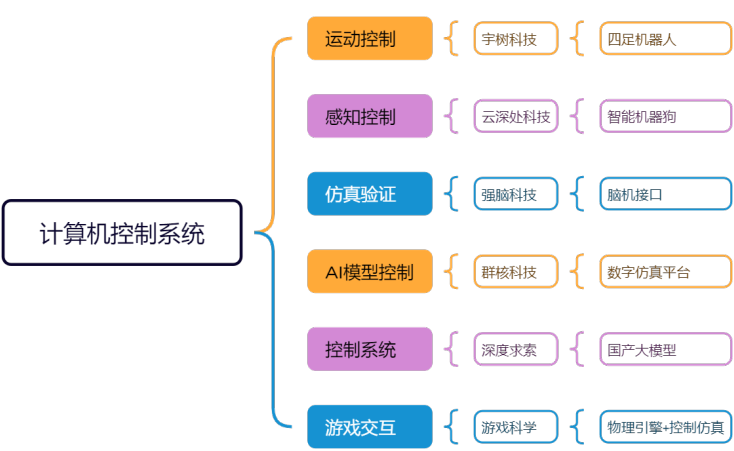 运动控制
宇树科技
四足机器人
感知控制
云深处科技
智能机器狗
仿真验证
强脑科技
脑机接口
计算机控制系统
AI模型控制
群核科技
数字仿真平台
控制系统
深度求索
国产大模型
游戏交互
游戏科学
物理引擎+控制仿真